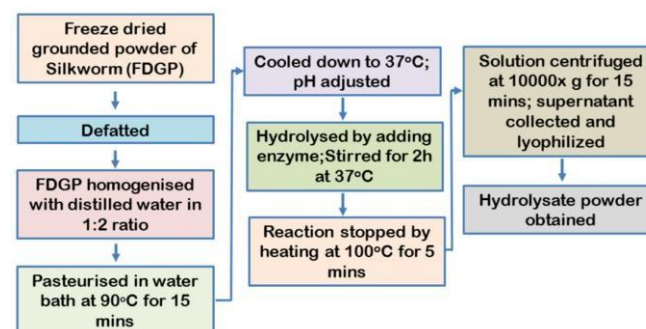 Freeze dried
grounded powder of
Silkworm (FDGP)
Defatted
FDGP homogenised
with distilled water in
1:2 ratio
Pasteurised in water
bath at 90°C for 15
mins
Cooled down to 37°C;
pH adjusted
Hydrolysed by adding
enzyme;Stirred for 2h
at 37°C
Reaction stopped by
heating at 100°C for 5
mins
Solution centrifuged
at 10000x g for 15
mins; supernatant
collected and
lyophilized
Hydrolysate powder
obtained